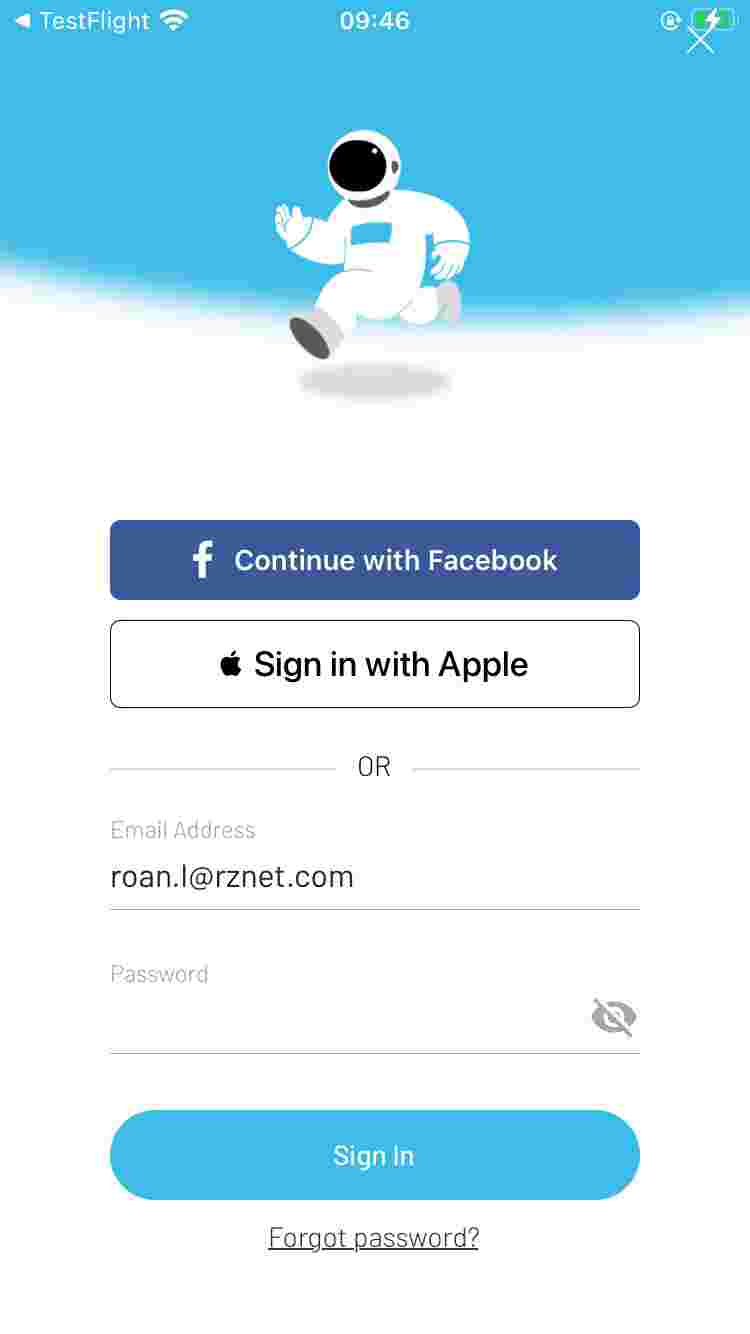 TestFlight 09:46
Continue with Facebook
Sign in with Apple
OR
Email Address
roan.l@rznet.com
Password
Sign In
Forgot password?